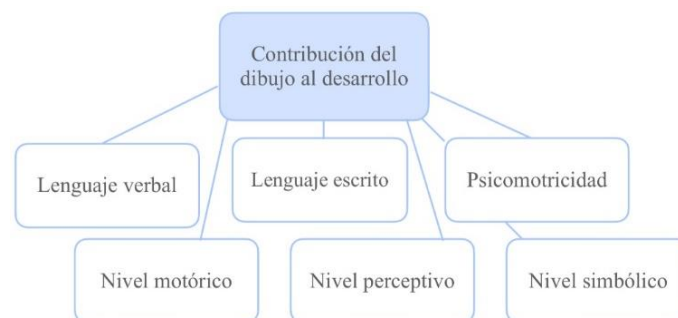 Contribución del
dibujo al desarrollo
Lenguaje verbal
Lenguaje escrito
Psicomotricidad
Nivel motórico
Nivel perceptivo
Nivel simbólico